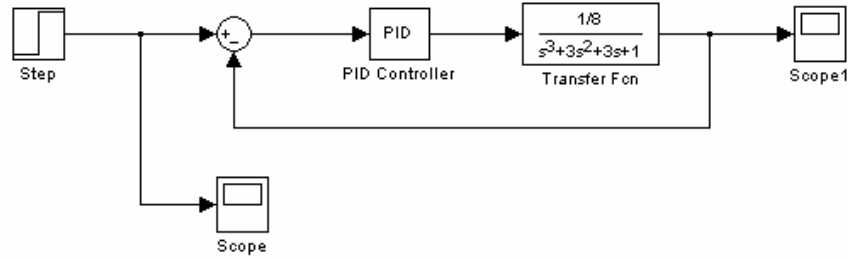 Step
+
−
PID
PID Controller
1/8
s³+3s²+3s+1
Transfer Fcn
Scope1
Scope